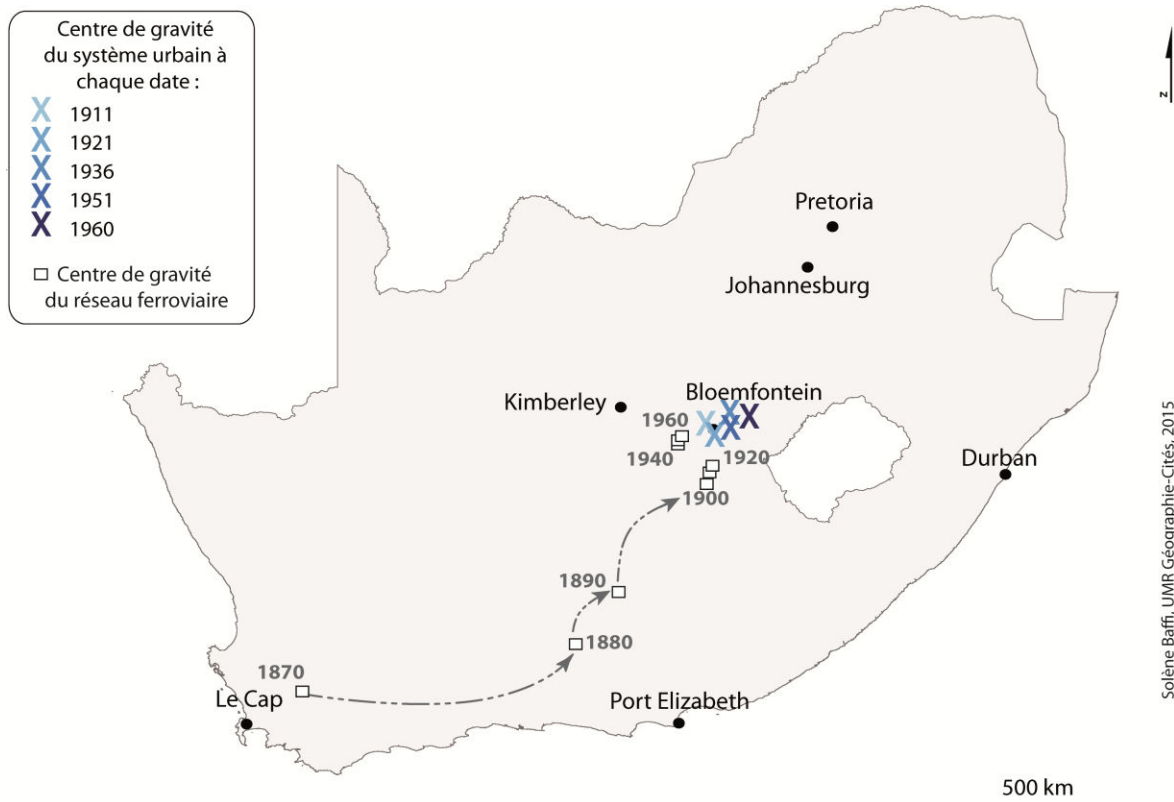 Centre de gravité
du système urbain à
chaque date :
X 1911
X 1921
X 1936
X 1951
X 1960
Centre de gravité
du réseau ferroviaire
N
Pretoria
Johannesburg
Kimberley
Bloemfontein
1960
1940
1920
1900
Durban
1890
1880
1870
Le Cap
Port Elizabeth
500 km
Solène Baffi, UMR Géographie-Cités, 2015